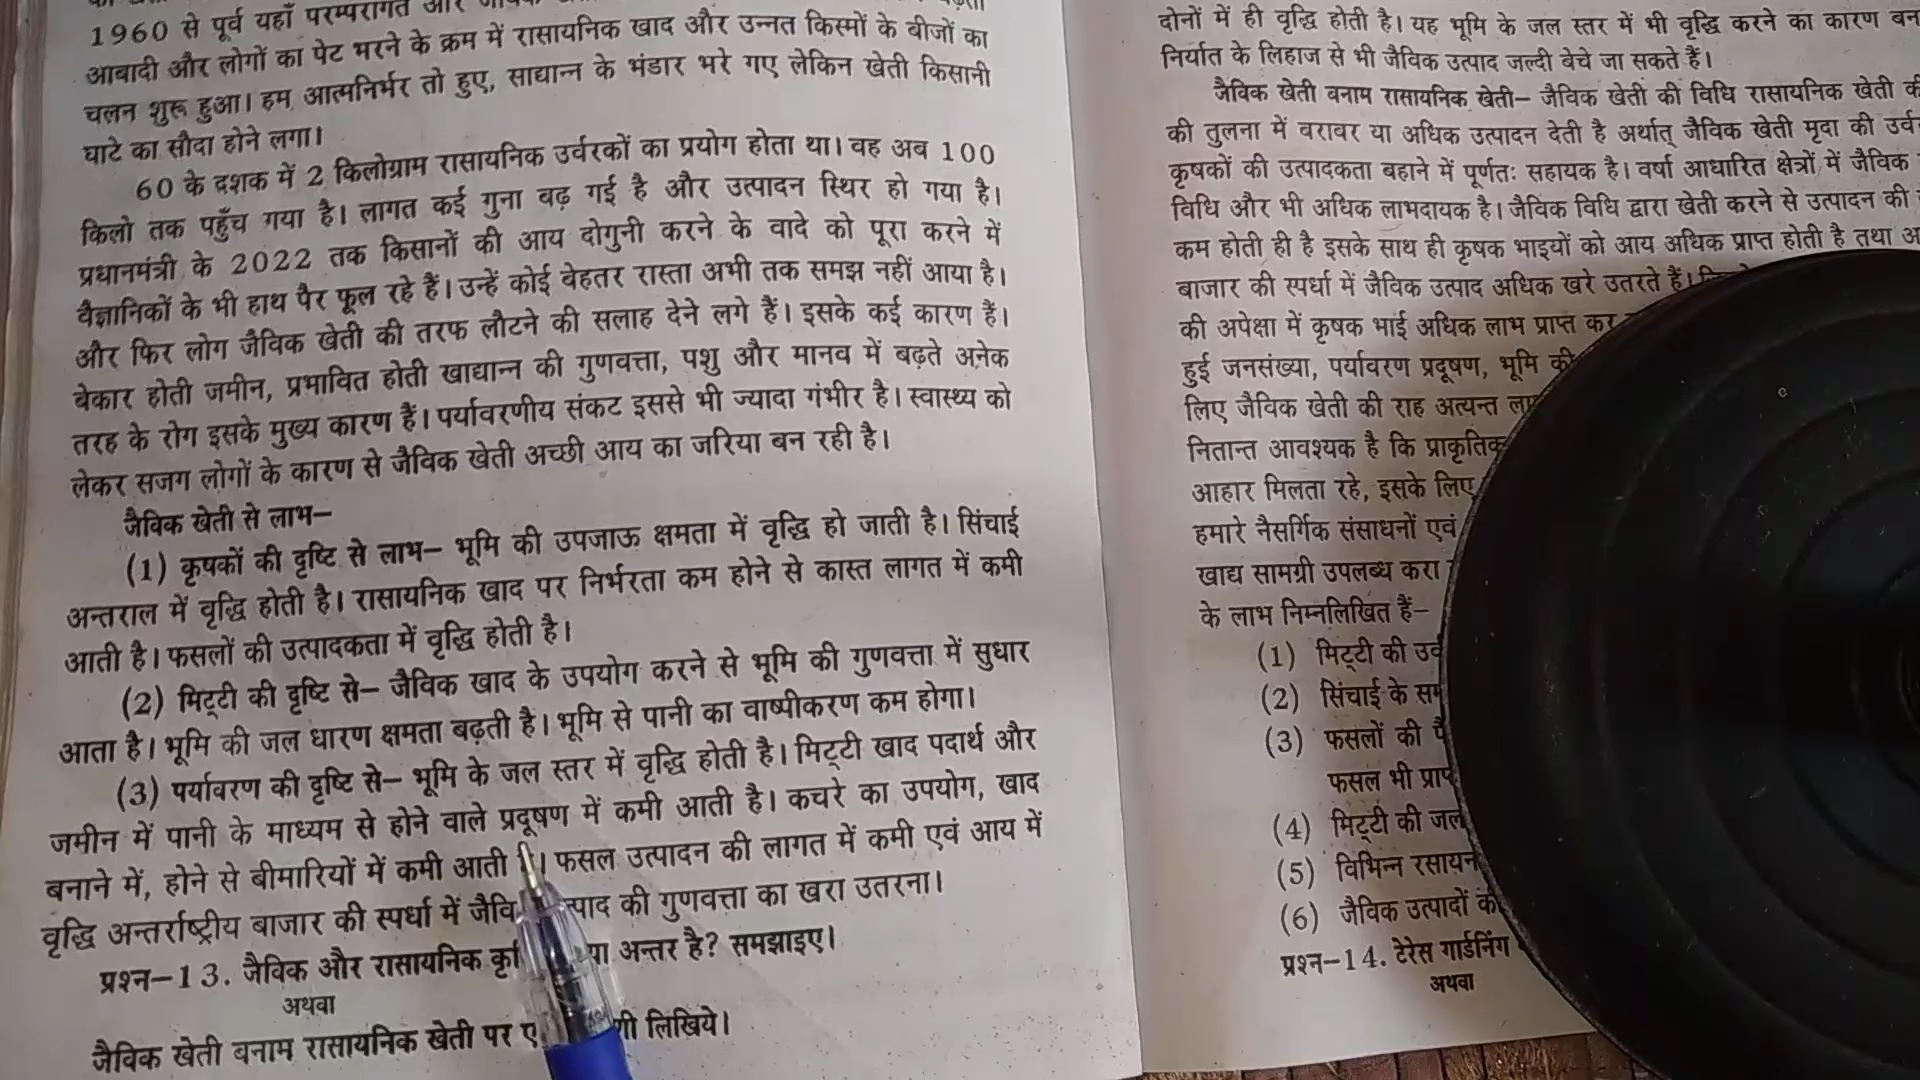 1960 से पूर्व यहाँ परम्परागत और
आबादी और लोगों का पेट भरने के क्रम में रासायनिक खाद और उन्नत किस्मों के बीजों का
चलन शुरू हुआ। हम आत्मनिर्भर तो हुए, साद्यान्न के भंडार भरे गए लेकिन खेती किसानी
घाटे का सौदा होने लगा।
60 के दशक में 2 किलोग्राम रासायनिक उर्वरकों का प्रयोग होता था। वह अब 100
किलो तक पहुँच गया है। लागत कई गुना बढ़ गई है और उत्पादन स्थिर हो गया है।
प्रधानमंत्री के 2022 तक किसानों की आय दोगुनी करने के वादे को पूरा करने में
वैज्ञानिकों के भी हाथ पैर फूल रहे हैं। उन्हें कोई बेहतर रास्ता अभी तक समझ नहीं आया है।
और फिर लोग जैविक खेती की तरफ लौटने की सलाह देने लगे हैं। इसके कई कारण हैं।
बेकार होती जमीन, प्रभावित होती खाद्यान्न की गुणवत्ता, पशु और मानव में बढ़ते अनेक
तरह के रोग इसके मुख्य कारण हैं। पर्यावरणीय संकट इससे भी ज्यादा गंभीर है। स्वास्थ्य को
लेकर सजग लोगों के कारण से जैविक खेती अच्छी आय का जरिया बन रही है।
जैविक खेती से लाभ–
(1) कृषकों की दृष्टि से लाभ– भूमि की उपजाऊ क्षमता में वृद्धि हो जाती है। सिंचाई
अन्तराल में वृद्धि होती है। रासायनिक खाद पर निर्भरता कम होने से कास्त लागत में कमी
आती है। फसलों की उत्पादकता में वृद्धि होती है।
(2) मिट्टी की दृष्टि से– जैविक खाद के उपयोग करने से भूमि की गुणवत्ता में सुधार
आता है। भूमि की जल धारण क्षमता बढ़ती है। भूमि से पानी का वाष्पीकरण कम होगा।
(3) पर्यावरण की दृष्टि से– भूमि के जल स्तर में वृद्धि होती है। मिट्टी खाद पदार्थ और
जमीन में पानी के माध्यम से होने वाले प्रदूषण में कमी आती है। कचरे का उपयोग, खाद
बनाने में, होने से बीमारियों में कमी आती । फसल उत्पादन की लागत में कमी एवं आय में
वृद्धि अन्तर्राष्ट्रीय बाजार की स्पर्धा में की गुणवत्ता का खरा उतरना।
प्रश्न–13. जैविक और रासायनिक अन्तर है? समझाइए।
अथवा
जैविक खेती बनाम रासायनिक खेती पर लिखिये।
दोनों में ही वृद्धि होती है। यह भूमि के जल स्तर में भी वृद्धि करने का कारण
निर्यात के लिहाज से भी जैविक उत्पाद जल्दी बेचे जा सकते हैं।
जैविक खेती बनाम रासायनिक खेती– जैविक खेती की विधि रासायनिक खेती
की तुलना में बराबर या अधिक उत्पादन देती है अर्थात् जैविक खेती मृदा की
कृषकों की उत्पादकता बहाने में पूर्णतः सहायक है। वर्षा आधारित क्षेत्रों में जैविक
विधि और भी अधिक लाभदायक है। जैविक विधि द्वारा खेती करने से उत्पादन की
कम होती ही है इसके साथ ही कृषक भाइयों को आय अधिक प्राप्त होती है तथा
बाजार की स्पर्धा में जैविक उत्पाद अधिक खरे उतरते हैं।
की अपेक्षा में कृषक भाई अधिक लाभ प्राप्त कर
हुई जनसंख्या, पर्यावरण प्रदूषण, भूमि की
लिए जैविक खेती की राह अत्यन्त
नितान्त आवश्यक है कि प्राकृतिक
आहार मिलता रहे, इसके लिए
हमारे नैसर्गिक संसाधनों एवं
खाद्य सामग्री उपलब्ध करा
के लाभ निम्नलिखित हैं–
(1) मिट्टी की
(2) सिंचाई के
(3) फसलों की
फसल भी
(4) मिट्टी की
(5) विभिन्न
(6) जैविक उत्पादों
प्रश्न–14. टेरेस गार्डनिंग
अथवा